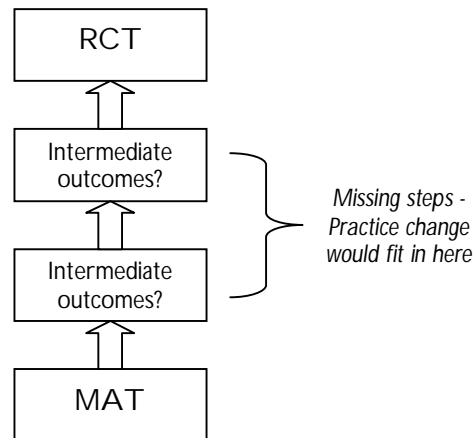 RCT
Intermediate
outcomes?
Missing steps -
Practice change
would fit in here
Intermediate
outcomes?
MAT